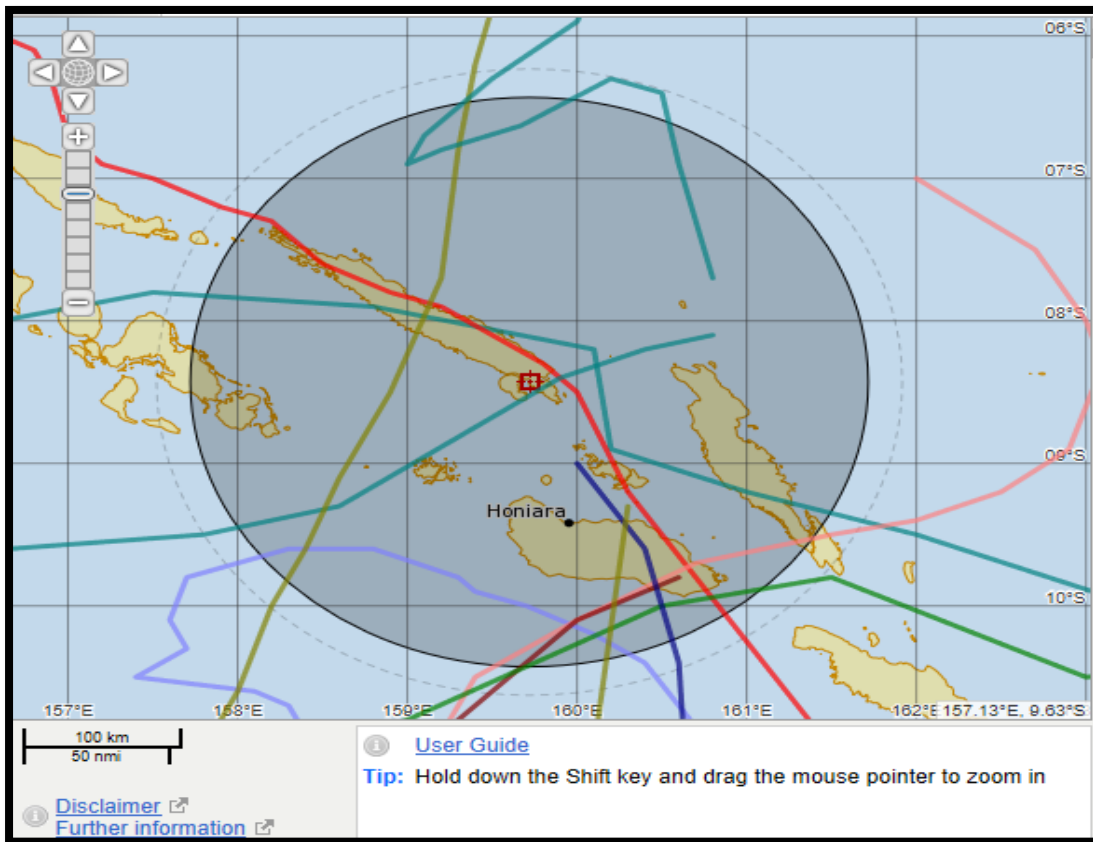 06°S
07°S
08°S
09°S
Honiara
10°S
157°E
158°E
159°E
160°E
161°E
162°E 157.13°E, 9.63°S
100 km
50 nmi
User Guide
Tip: Hold down the Shift key and drag the mouse pointer to zoom in
Disclaimer
Further information